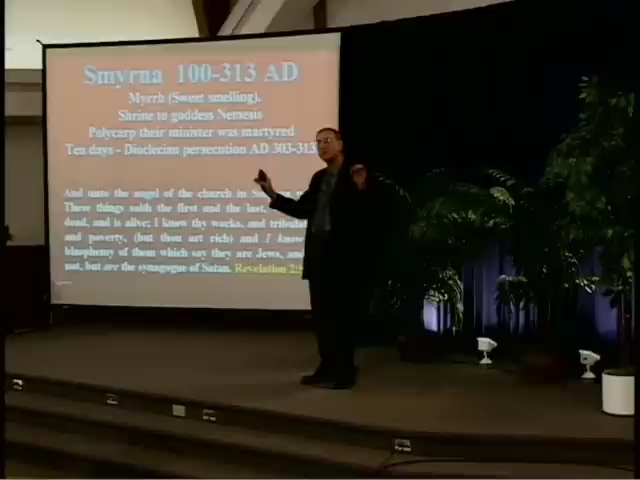 Smyrna 100-313 AD
Myrrh (Sweet smelling).
Shrine to goddess Nemesis
Polycarp their minister was martyred
Ten days - Dioclezian persecution AD 303-313
And unto the angel of the church in
These things saith the first and the last,
dead, and is alive; I know thy works, and
and poverty, (but thou art rich) and I know
blasphemy of them which say they are Jews, and
not, but are the synagogue of Satan. Revelation